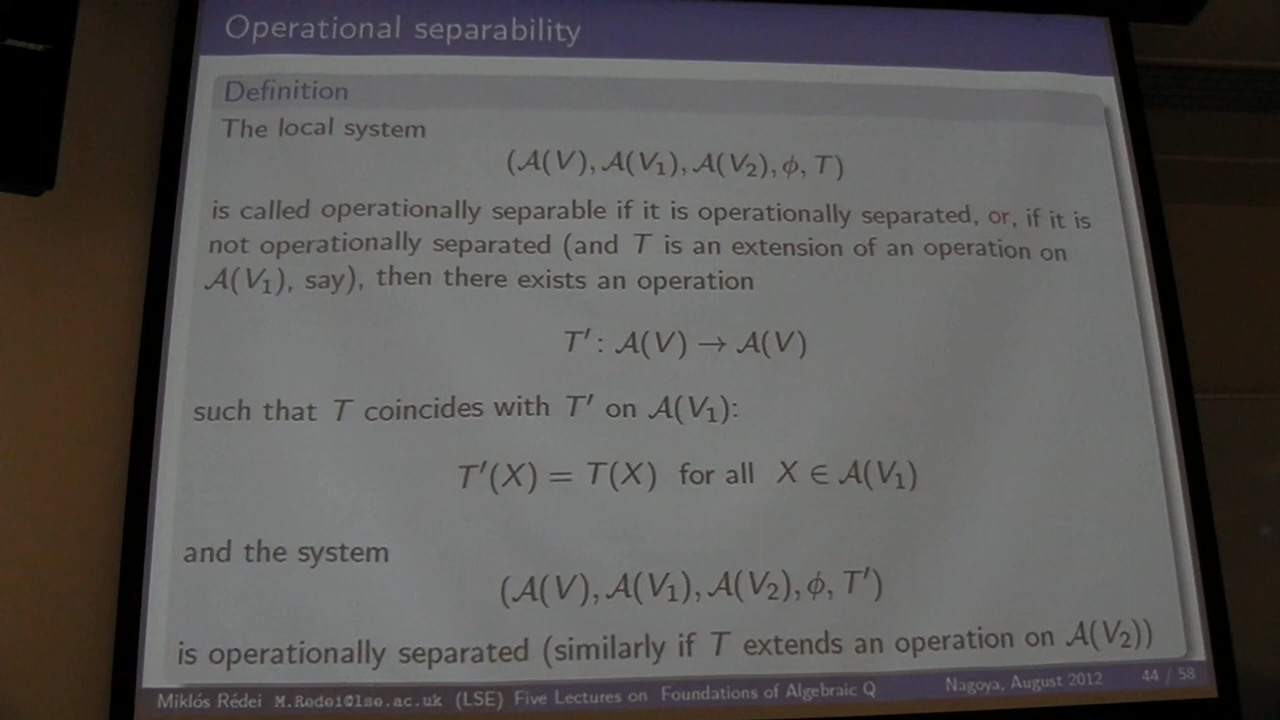 Operational separability
Definition
The local system
(𝒜(V), 𝒜(V₁), 𝒜(V₂), ϕ, T)
is called operationally separable if it is operationally separated, or, if it is
not operationally separated (and T is an extension of an operation on
𝒜(V₁), say), then there exists an operation
T′: 𝒜(V) → 𝒜(V)
such that T coincides with T′ on 𝒜(V₁):
T′(X) = T(X) for all X ∈ 𝒜(V₁)
and the system
(𝒜(V), 𝒜(V₁), 𝒜(V₂), ϕ, T′)
is operationally separated (similarly if T extends an operation on 𝒜(V₂))
Miklós Rédei M.Redei@lse.ac.uk (LSE) Five Lectures on Foundations of Algebraic Q Nagoya, August 2012 44 / 58